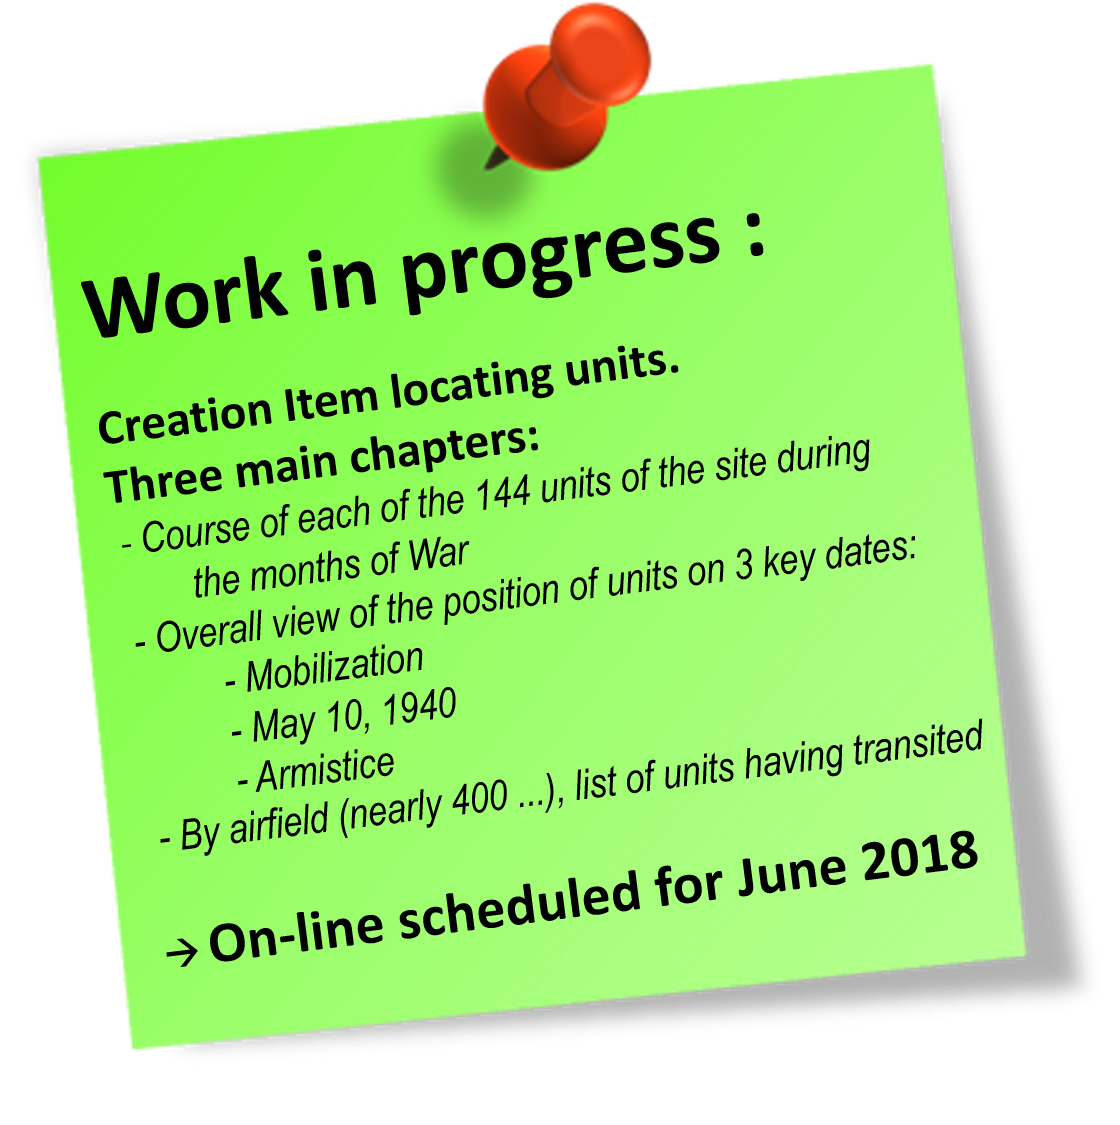 Work in progress :
Creation Item locating units.
Three main chapters:
- Course of each of the 144 units of the site during
the months of War
- Overall view of the position of units on 3 key dates:
- Mobilization
- May 10, 1940
- Armistice
- By airfield (nearly 400 ...), list of units having transited
→ On-line scheduled for June 2018